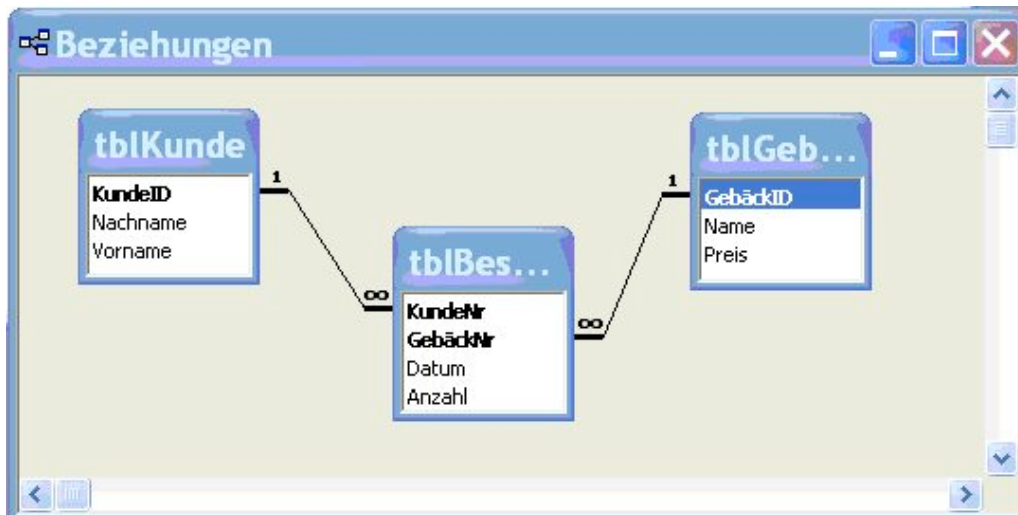 Beziehungen
tblKunde
KundeID
Nachname
Vorname
1
∞
tblBes...
KundeNr
GebäckNr
Datum
Anzahl
∞
1
tblGeb...
GebäckID
Name
Preis